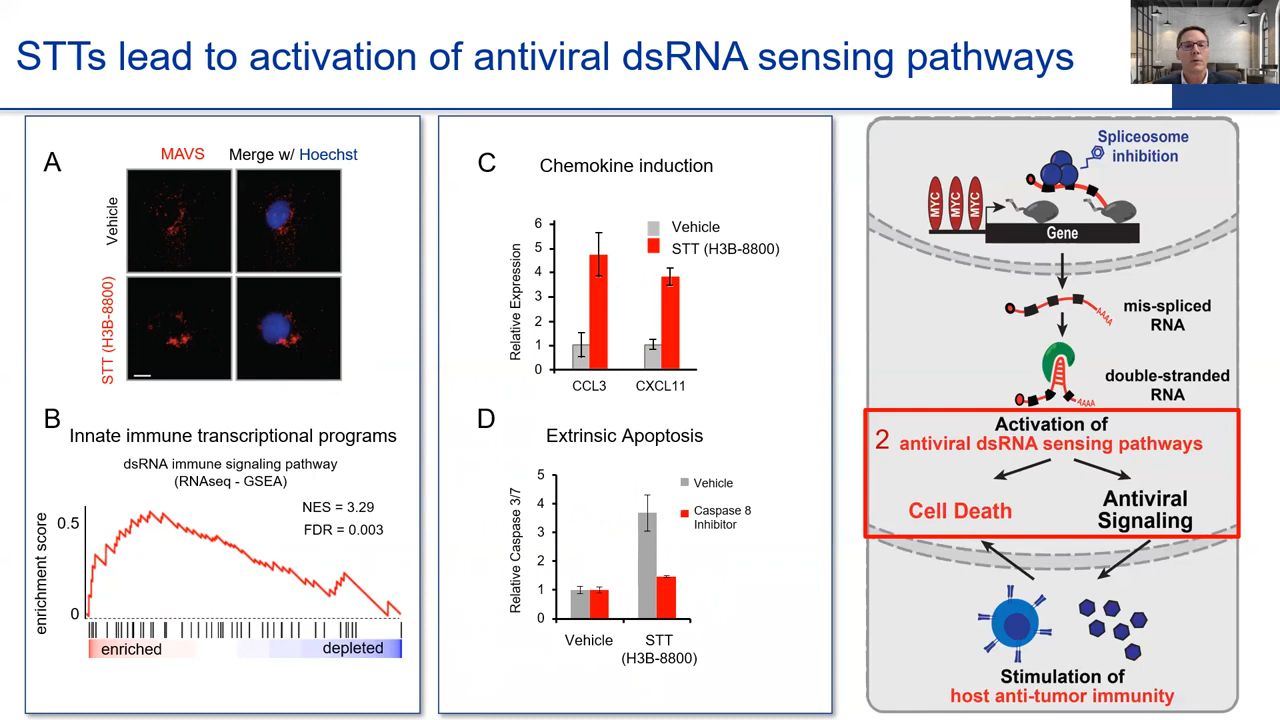 STTs lead to activation of antiviral dsRNA sensing pathways
A
MAVS
Merge w/ Hoechst
Vehicle
STT (H3B-8800)
B
Innate immune transcriptional programs
dsRNA immune signaling pathway
(RNAseq - GSEA)
NES = 3.29
FDR = 0.003
enrichment score
0.5
0
enriched
depleted
C
Chemokine induction
Relative Expression
6
5
4
3
2
1
0
Vehicle
STT (H3B-8800)
CCL3
CXCL11
D
Extrinsic Apoptosis
Relative Caspase 3/7
5
4
3
2
1
0
Vehicle
Caspase 8
Inhibitor
Vehicle
STT
(H3B-8800)
Spliceosome
inhibition
MYC
MYC
MYC
Gene
mis-spliced
RNA
AAAA
double-stranded
RNA
AAAA
2
Activation of
antiviral dsRNA sensing pathways
Cell Death
Antiviral
Signaling
Stimulation of
host anti-tumor immunity